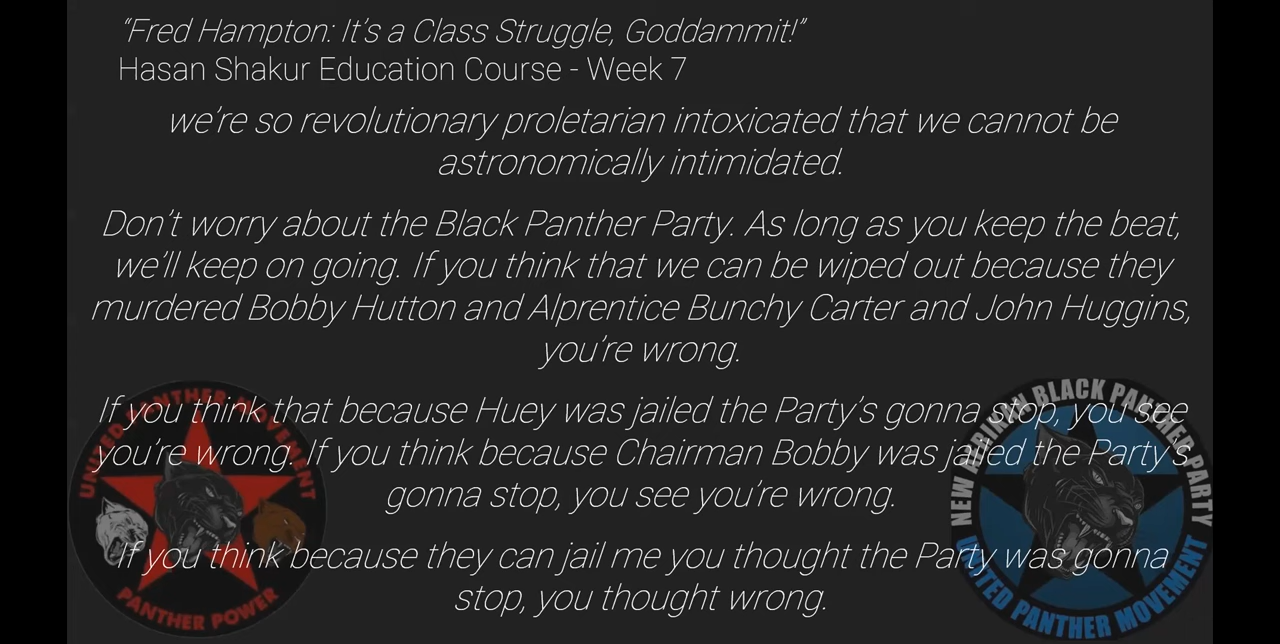 “Fred Hampton: It’s a Class Struggle, Goddammit!”
Hasan Shakur Education Course - Week 7
we’re so revolutionary proletarian intoxicated that we cannot be
astronomically intimidated.
Don’t worry about the Black Panther Party. As long as you keep the beat,
we’ll keep on going. If you think that we can be wiped out because they
murdered Bobby Hutton and Alprentice Bunchy Carter and John Huggins,
you’re wrong.
If you think that because Huey was jailed the Party’s gonna stop, you see
you’re wrong. If you think because Chairman Bobby was jailed the Party’s
gonna stop, you see you’re wrong.
If you think because they can jail me you thought the Party was gonna
stop, you thought wrong.
UNITED PANTHER MOVEMENT
PANTHER POWER
NEW AFRIKAN BLACK PANTHER PARTY
UNITED PANTHER MOVEMENT